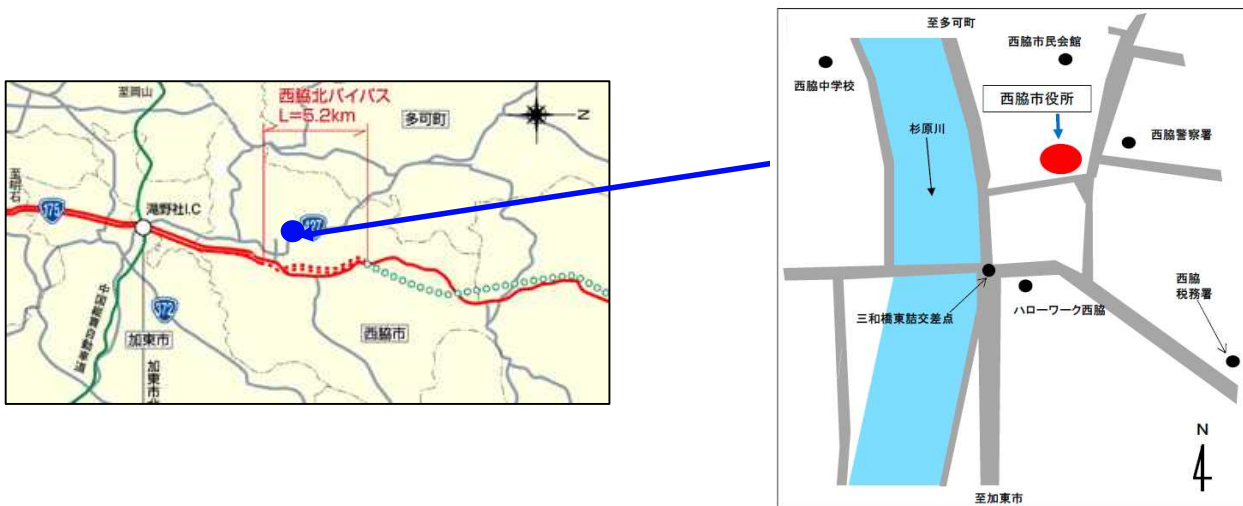 至岡山
西脇北バイパス
L=5.2km
多可町
N
至明石
175
滝野社I.C
427
中国縦貫自動車道
372
加東市
加東市北
西脇市
至多可町
西脇市民会館
西脇中学校
西脇市役所
杉原川
西脇警察署
西脇
税務署
ハローワーク西脇
三和橋東詰交差点
N
至加東市